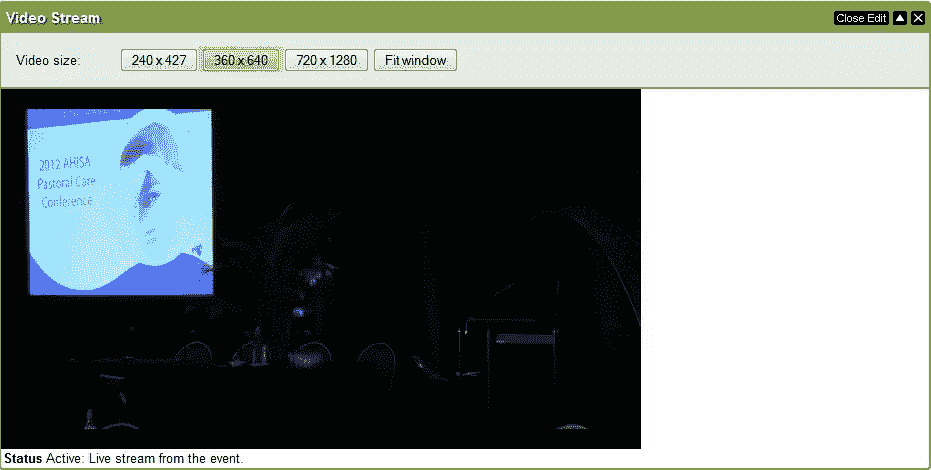 Video Stream
Close Edit
Video size: 240 x 427 360 x 640 720 x 1280 Fit window
2012 AHISA
Pastoral Care
Conference
Status Active: Live stream from the event.